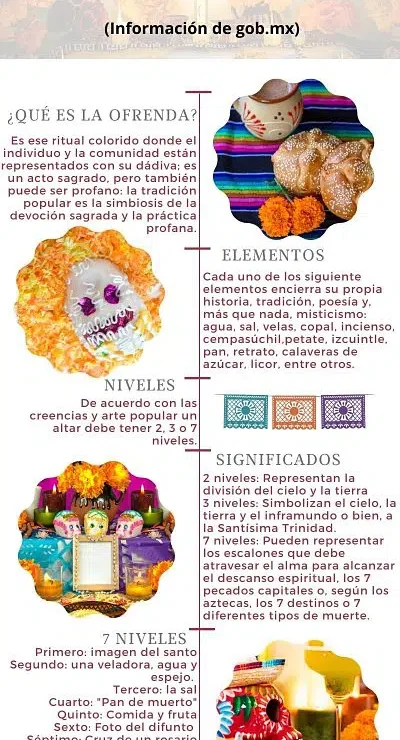 (Información de gob.mx)
¿QUÉ ES LA OFRENDA?
Es ese ritual colorido donde el
individuo y la comunidad están
representados con su dádiva; es
un acto sagrado, pero también
puede ser profano: la tradición
popular es la simbiosis de la
devoción sagrada y la práctica
profana.
ELEMENTOS
Cada uno de los siguiente
elementos encierra su propia
historia, tradición, poesía y,
más que nada, misticismo:
agua, sal, velas, copal, incienso,
cempasúchil,petate, izcuintle,
pan, retrato, calaveras de
azúcar, licor, entre otros.
NIVELES
De acuerdo con las
creencias y arte popular un
altar debe tener 2, 3 o 7
niveles.
SIGNIFICADOS
2 niveles: Representan la
división del cielo y la tierra
3 niveles: Simbolizan el cielo, la
tierra y el inframundo o bien, a
la Santísima Trinidad.
7 niveles: Pueden representar
los escalones que debe
atravesar el alma para alcanzar
el descanso espiritual, los 7
pecados capitales o, según los
aztecas, los 7 destinos o 7
diferentes tipos de muerte.
7 NIVELES
Primero: imagen del santo
Segundo: una veladora, agua y
espejo.
Tercero: la sal
Cuarto: "Pan de muerto"
Quinto: Comida y fruta
Sexto: Foto del difunto
Séptimo: Cruz de un rosario